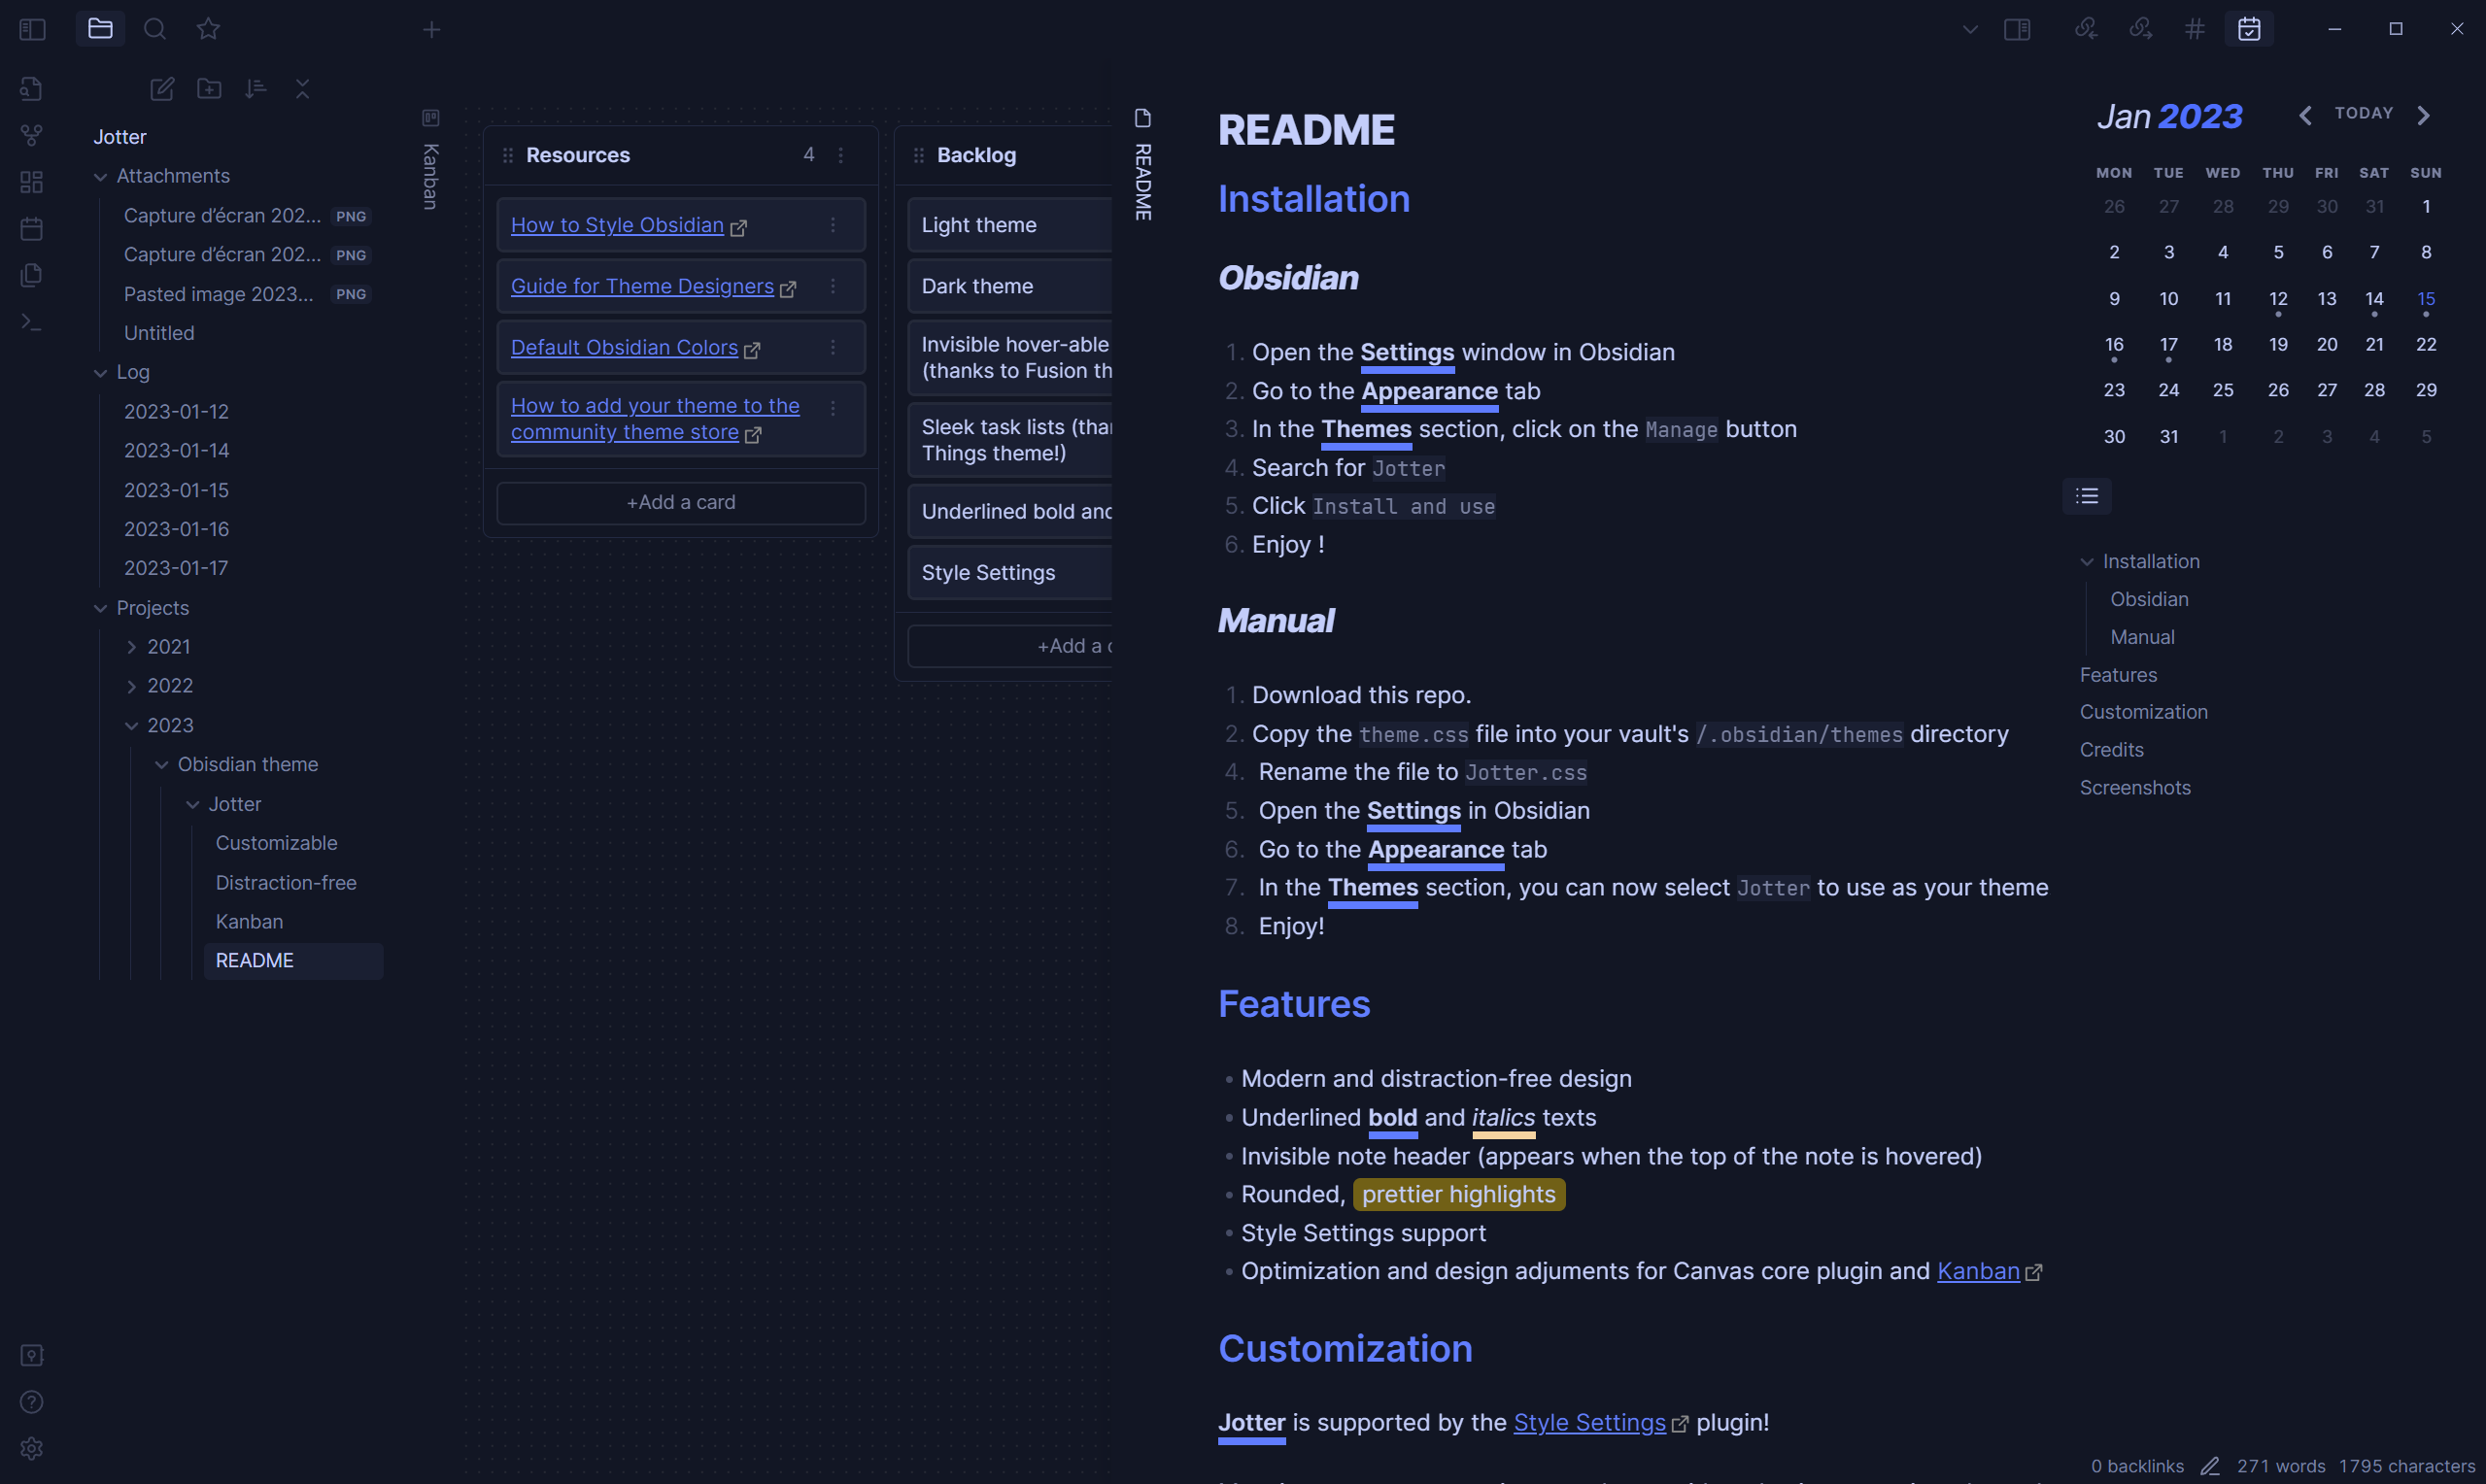 Jotter
Attachments
Capture d’écran 202... PNG
Capture d’écran 202... PNG
Pasted image 2023... PNG
Untitled
Log
2023-01-12
2023-01-14
2023-01-15
2023-01-16
2023-01-17
Projects
2021
2022
2023
Obisdian theme
Jotter
Customizable
Distraction-free
Kanban
README
Kanban
Resources 4
How to Style Obsidian
Guide for Theme Designers
Default Obsidian Colors
How to add your theme to the
community theme store
+Add a card
Backlog
Light theme
Dark theme
Invisible hover-able
(thanks to Fusion th
Sleek task lists (thar
Things theme!)
Underlined bold and
Style Settings
+Add a c
README
README
Installation
Obsidian
1. Open the Settings window in Obsidian
2. Go to the Appearance tab
3. In the Themes section, click on the Manage button
4. Search for Jotter
5. Click Install and use
6. Enjoy !
Manual
1. Download this repo.
2. Copy the theme.css file into your vault's /.obsidian/themes directory
4. Rename the file to Jotter.css
5. Open the Settings in Obsidian
6. Go to the Appearance tab
7. In the Themes section, you can now select Jotter to use as your theme
8. Enjoy!
Features
• Modern and distraction-free design
• Underlined bold and italics texts
• Invisible note header (appears when the top of the note is hovered)
• Rounded, prettier highlights
• Style Settings support
• Optimization and design adjuments for Canvas core plugin and Kanban
Customization
Jotter is supported by the Style Settings plugin!
Jan 2023 TODAY
MON TUE WED THU FRI SAT SUN
26 27 28 29 30 31 1
2 3 4 5 6 7 8
9 10 11 12 13 14 15
16 17 18 19 20 21 22
23 24 25 26 27 28 29
30 31 1 2 3 4 5
Installation
Obsidian
Manual
Features
Customization
Credits
Screenshots
0 backlinks 271 words 1795 characters